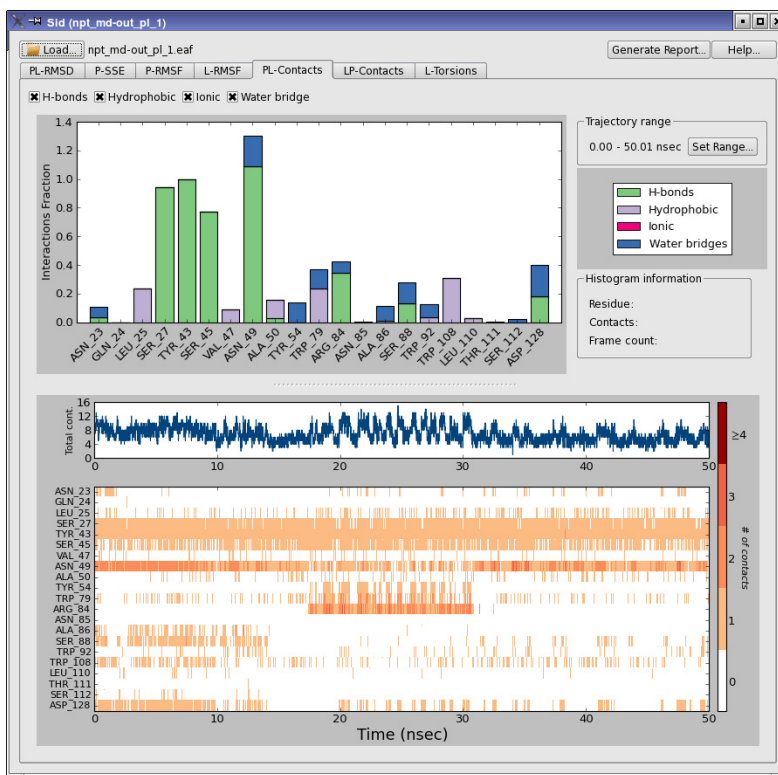 Sid (npt_md-out_pl_1)
Load... npt_md-out_pl_1.eaf Generate Report... Help...
PL-RMSD P-SSE P-RMSF L-RMSF PL-Contacts LP-Contacts L-Torsions
H-bonds Hydrophobic Ionic Water bridge
Interactions Fraction
1.4
1.2
1.0
0.8
0.6
0.4
0.2
0.0
ASN_23 GLN_24 LEU_25 SER_27 TYR_43 SER_45 VAL_47 ASN_49 ALA_50 TYR_54 TRP_79 ARG_84 ASN_85 ALA_86 SER_88 TRP_92 TRP_108 LEU_110 THR_111 SER_112 ASP_128
Trajectory range
0.00 - 50.01 nsec Set Range...
H-bonds
Hydrophobic
Ionic
Water bridges
Histogram information
Residue:
Contacts:
Frame count:
Total cont.
16
12
8
4
0
0 10 20 30 40 50
ASN_23
GLN_24
LEU_25
SER_27
TYR_43
SER_45
VAL_47
ASN_49
ALA_50
TYR_54
TRP_79
ARG_84
ASN_85
ALA_86
SER_88
TRP_92
TRP_108
LEU_110
THR_111
SER_112
ASP_128
0 10 20 30 40 50
Time (nsec)
≥4
3
2
1
0
# of contacts